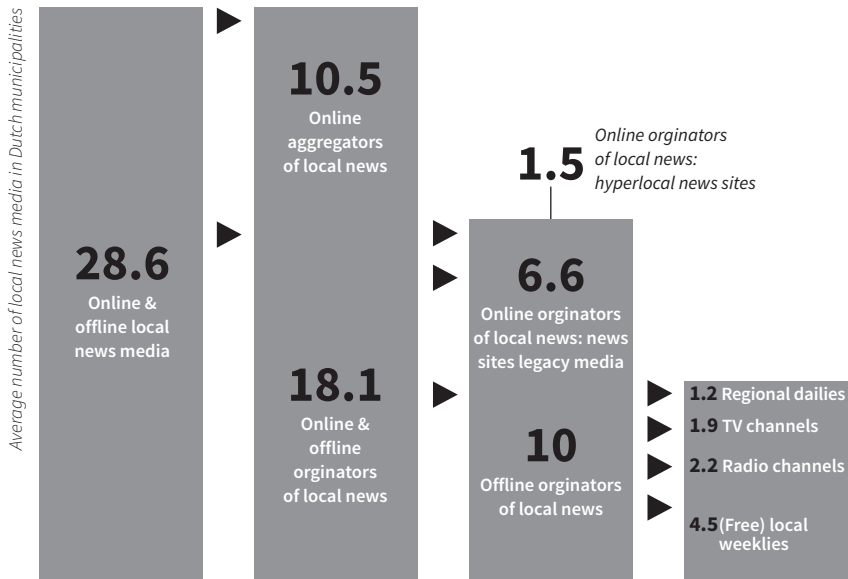 Average number of local news media in Dutch municipalities
28.6
Online &
offline local
news media
10.5
Online
aggregators
of local news
18.1
Online &
offline
orginators
of local news
1.5
Online orginators
of local news:
hyperlocal news sites
6.6
Online orginators
of local news: news
sites legacy media
10
Offline orginators
of local news
1.2 Regional dailies
1.9 TV channels
2.2 Radio channels
4.5 (Free) local
weeklies